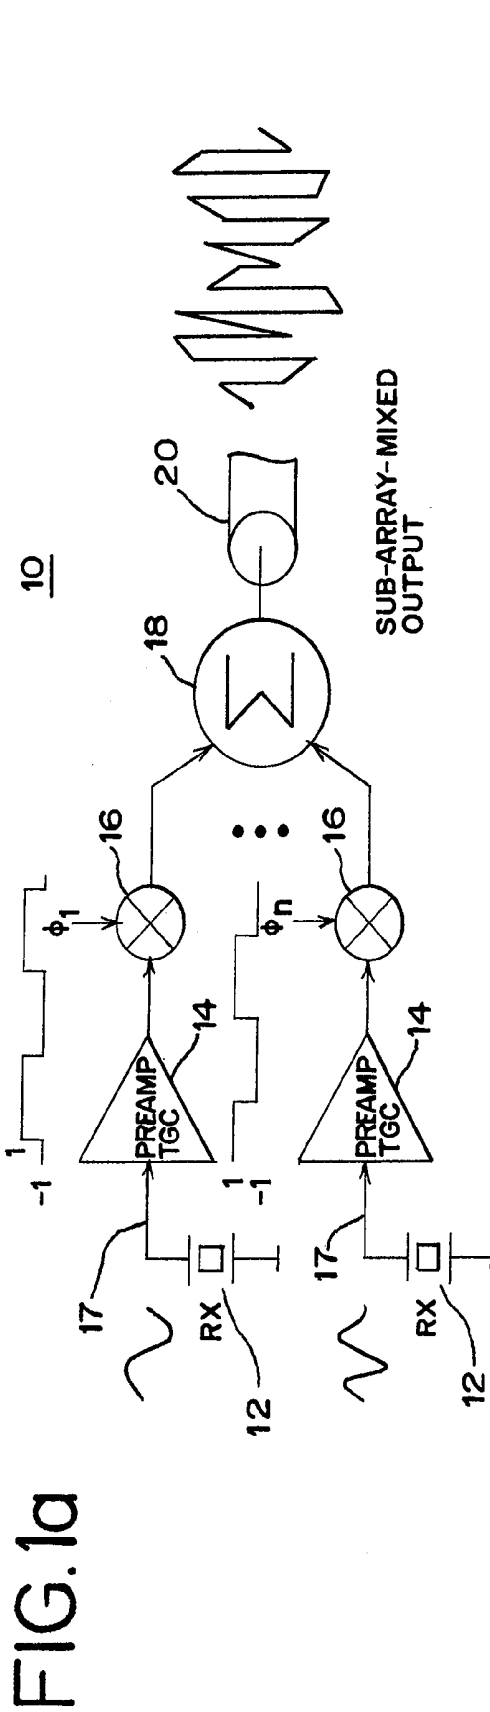 FIG.1a
10
1
-1
ϕ1
16
17
PREAMP
TGC
14
RX
12
18
Σ
20
1
-1
ϕn
16
17
PREAMP
TGC
14
RX
12
SUB-ARRAY-MIXED
OUTPUT